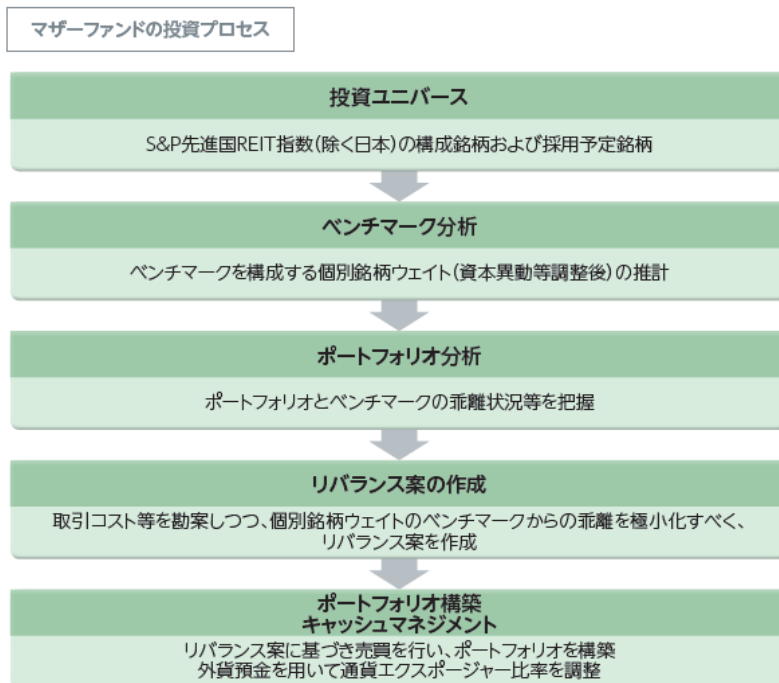 マザーファンドの投資プロセス
投資ユニバース
S&P先進国REIT指数(除く日本)の構成銘柄および採用予定銘柄
ベンチマーク分析
ベンチマークを構成する個別銘柄ウェイト(資本異動等調整後)の推計
ポートフォリオ分析
ポートフォリオとベンチマークの乖離状況等を把握
リバランス案の作成
取引コスト等を勘案しつつ、個別銘柄ウェイトのベンチマークからの乖離を極小化すべく、
リバランス案を作成
ポートフォリオ構築
キャッシュマネジメント
リバランス案に基づき売買を行い、ポートフォリオを構築
外貨預金を用いて通貨エクスポージャー比率を調整